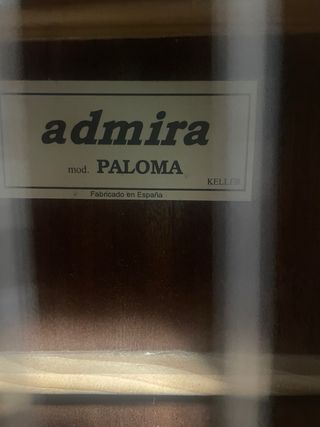 admira
mod. PALOMA
KELLER
Fabricado en España